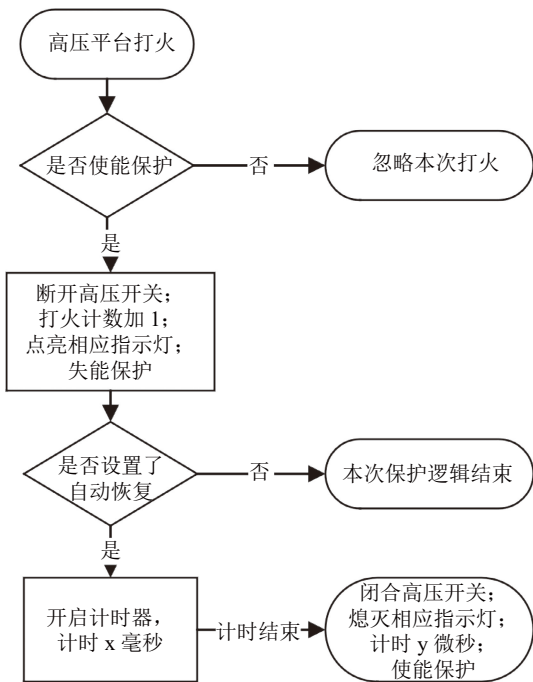 高压平台打火
是否使能保护
否
忽略本次打火
是
断开高压开关；
打火计数加 1；
点亮相应指示灯；
失能保护
是否设置了
自动恢复
否
本次保护逻辑结束
是
开启计时器，
计时 x 毫秒
计时结束
闭合高压开关；
熄灭相应指示灯；
计时 y 微秒；
使能保护